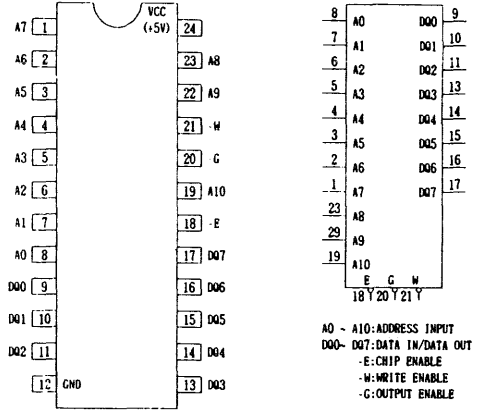 VCC
A7 1 (+5V) 24
A6 2 23 A8
A5 3 22 A9
A4 4 21 -W
A3 5 20 G
A2 6 19 A10
A1 7 18 -E
A0 8 17 DQ7
DQ0 9 16 DQ6
DQ1 10 15 DQ5
DQ2 11 14 DQ4
12 GND 13 DQ3
8 A0 DQ0 9
7 A1 DQ1 10
6 A2 DQ2 11
5 A3 DQ3 13
4 A4 DQ4 14
3 A5 DQ5 15
2 A6 DQ6 16
1 A7 DQ7 17
23 A8
29 A9
19 A10
E G W
18 20 21
A0 ~ A10:ADDRESS INPUT
DQ0~ DQ7:DATA IN/DATA OUT
-E:CHIP ENABLE
-W:WRITE ENABLE
-G:OUTPUT ENABLE